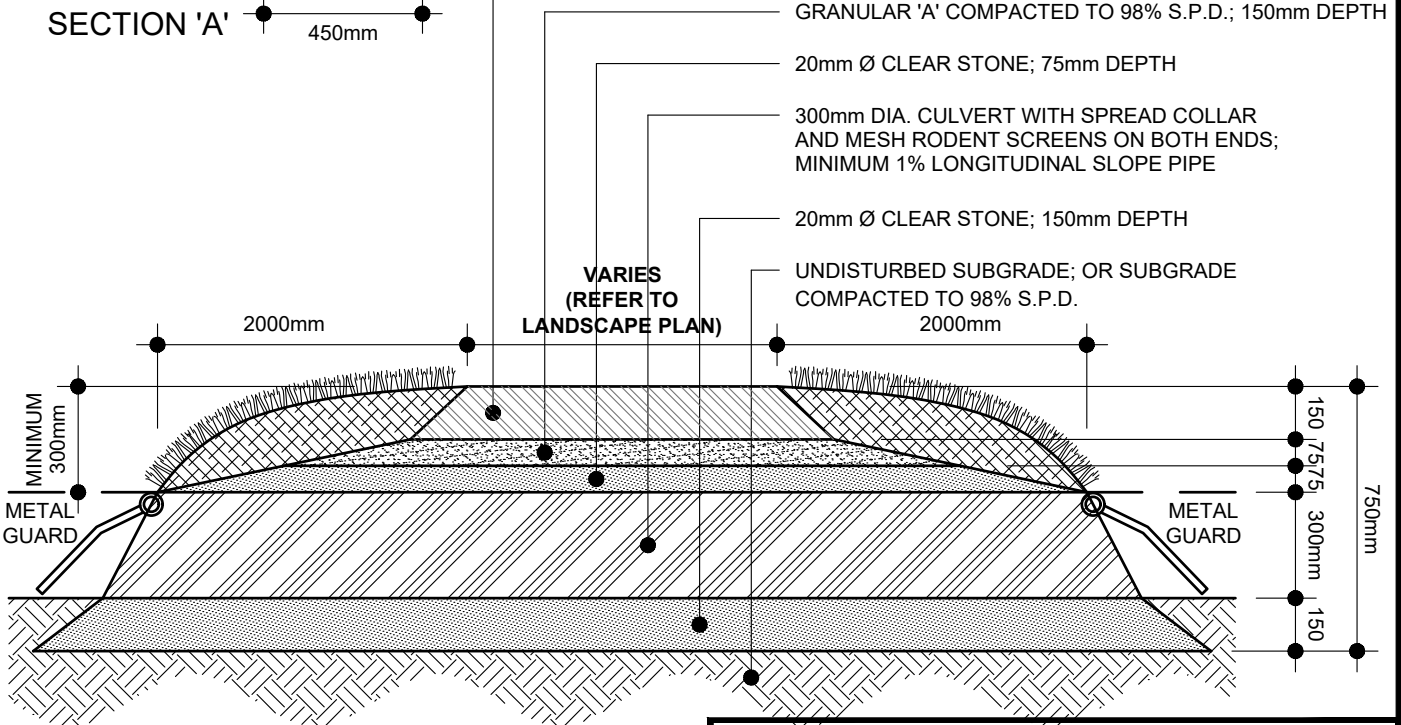 SECTION 'A'
450mm
GRANULAR 'A' COMPACTED TO 98% S.P.D.; 150mm DEPTH
20mm Ø CLEAR STONE; 75mm DEPTH
300mm DIA. CULVERT WITH SPREAD COLLAR
AND MESH RODENT SCREENS ON BOTH ENDS;
MINIMUM 1% LONGITUDINAL SLOPE PIPE
20mm Ø CLEAR STONE; 150mm DEPTH
UNDISTURBED SUBGRADE; OR SUBGRADE
COMPACTED TO 98% S.P.D.
VARIES
(REFER TO
LANDSCAPE PLAN)
2000mm
2000mm
MINIMUM
300mm
METAL
GUARD
METAL
GUARD
150
75
75
300mm
150
750mm